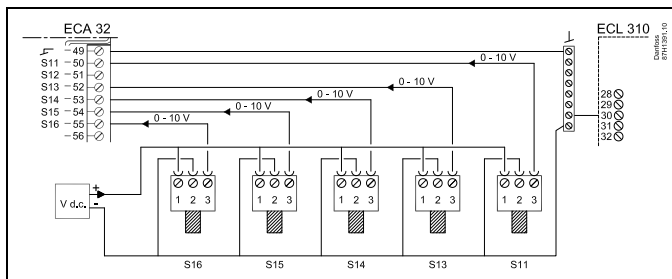 ECA 32
ECL 310
Danfoss
87H1391.10
49
S11 50
S12 51
S13 52
S14 53
S15 54
S16 55
56
0 - 10 V
0 - 10 V
0 - 10 V
0 - 10 V
0 - 10 V
28
29
30
31
32
V d.c.
+
-
1 2 3
1 2 3
1 2 3
1 2 3
1 2 3
S16 S15 S14 S13 S11